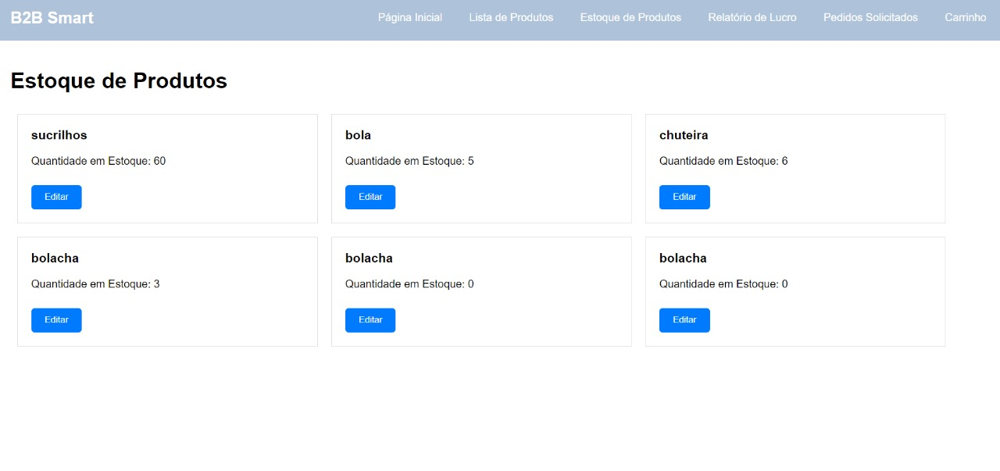 B2B Smart
Página Inicial
Lista de Produtos
Estoque de Produtos
Relatório de Lucro
Pedidos Solicitados
Carrinho
Estoque de Produtos
sucrilhos
Quantidade em Estoque: 60
Editar
bola
Quantidade em Estoque: 5
Editar
chuteira
Quantidade em Estoque: 6
Editar
bolacha
Quantidade em Estoque: 3
Editar
bolacha
Quantidade em Estoque: 0
Editar
bolacha
Quantidade em Estoque: 0
Editar